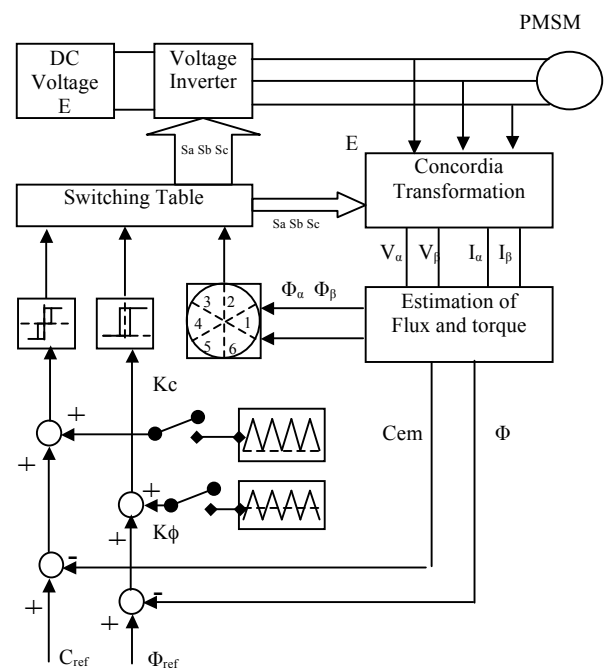 PMSM
DC
Voltage
E
Voltage
Inverter
Sa Sb Sc
E
Concordia
Transformation
Switching Table
Sa Sb Sc
Vα Vβ Iα Iβ
3 2
4 1
5 6
Φα Φβ
Estimation of
Flux and torque
Kc
+
+
Cem
Φ
+
+
Kϕ
+
-
-
+
+
Cref
Φref